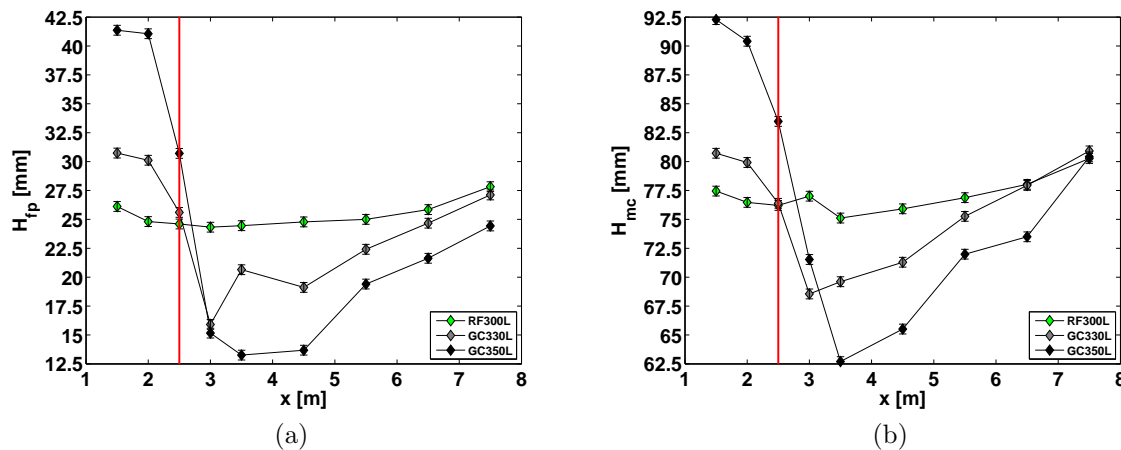 42.5
40
37.5
35
32.5
30
27.5
25
22.5
20
17.5
15
12.5
H_fp [mm]
1 2 3 4 5 6 7 8
x [m]
RF300L
GC330L
GC350L
(a)
92.5
90
87.5
85
82.5
80
77.5
75
72.5
70
67.5
65
62.5
H_mc [mm]
1 2 3 4 5 6 7 8
x [m]
RF300L
GC330L
GC350L
(b)